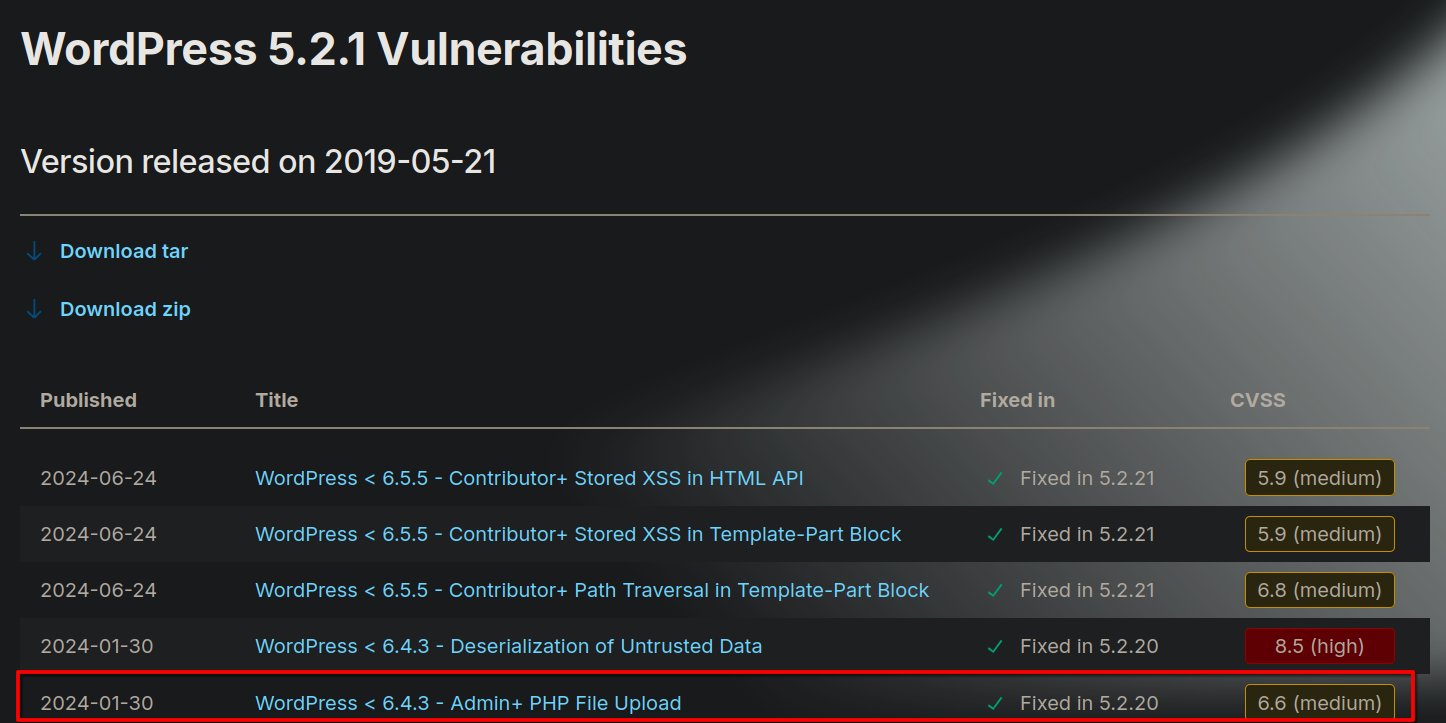 WordPress 5.2.1 Vulnerabilities
Version released on 2019-05-21
Download tar
Download zip
Published Title Fixed in CVSS
2024-06-24 WordPress < 6.5.5 - Contributor+ Stored XSS in HTML API Fixed in 5.2.21 5.9 (medium)
2024-06-24 WordPress < 6.5.5 - Contributor+ Stored XSS in Template-Part Block Fixed in 5.2.21 5.9 (medium)
2024-06-24 WordPress < 6.5.5 - Contributor+ Path Traversal in Template-Part Block Fixed in 5.2.21 6.8 (medium)
2024-01-30 WordPress < 6.4.3 - Deserialization of Untrusted Data Fixed in 5.2.20 8.5 (high)
2024-01-30 WordPress < 6.4.3 - Admin+ PHP File Upload Fixed in 5.2.20 6.6 (medium)